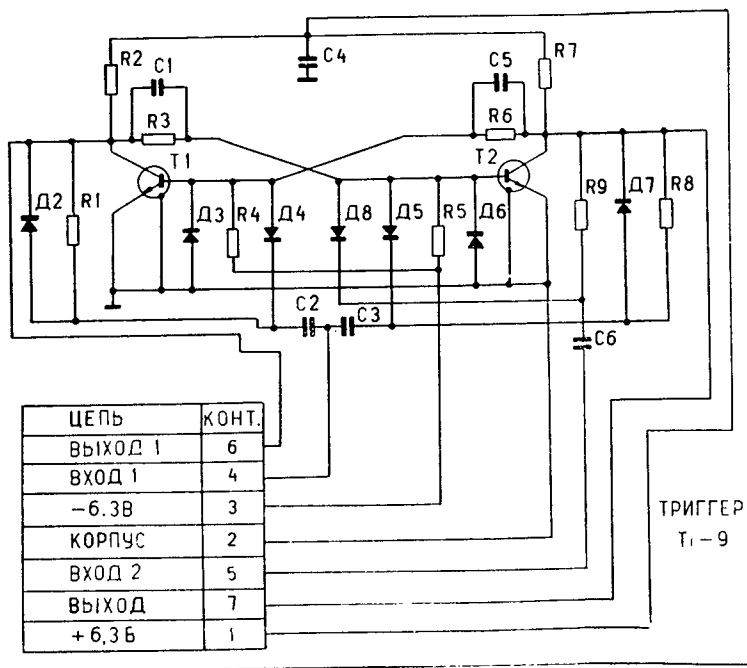 R2
C1
C4
C5
R7
R3
R6
T1
T2
Д2
R1
Д3
R4
Д4
Д8
Д5
R5
Д6
R9
Д7
R8
C2
C3
C6
ЦЕПЬ КОНТ.
ВЫХОД 1 6
ВХОД 1 4
-6.3В 3
КОРПУС 2
ВХОД 2 5
ВЫХОД 7
+6,3В 1
ТРИГГЕР
Тг-9